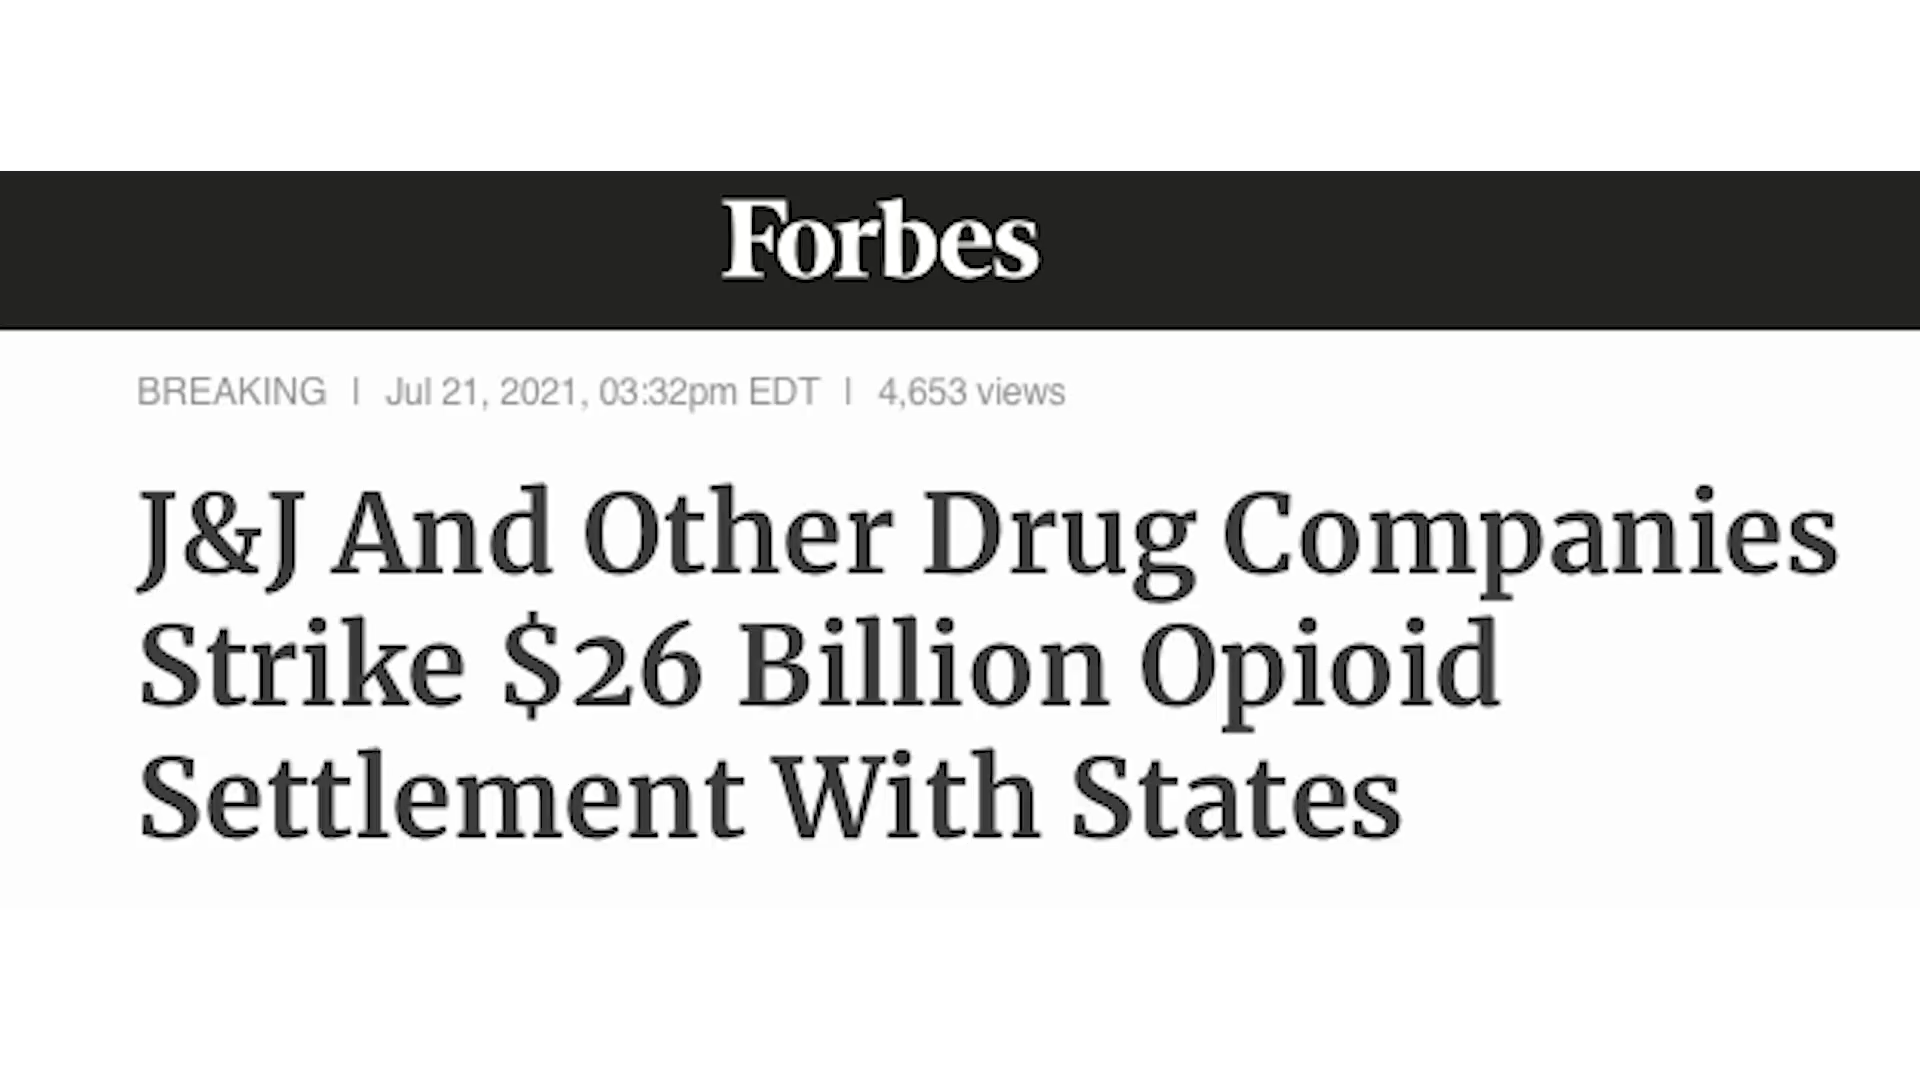 Forbes
BREAKING | Jul 21, 2021, 03:32pm EDT | 4,653 views
J&J And Other Drug Companies
Strike $26 Billion Opioid
Settlement With States